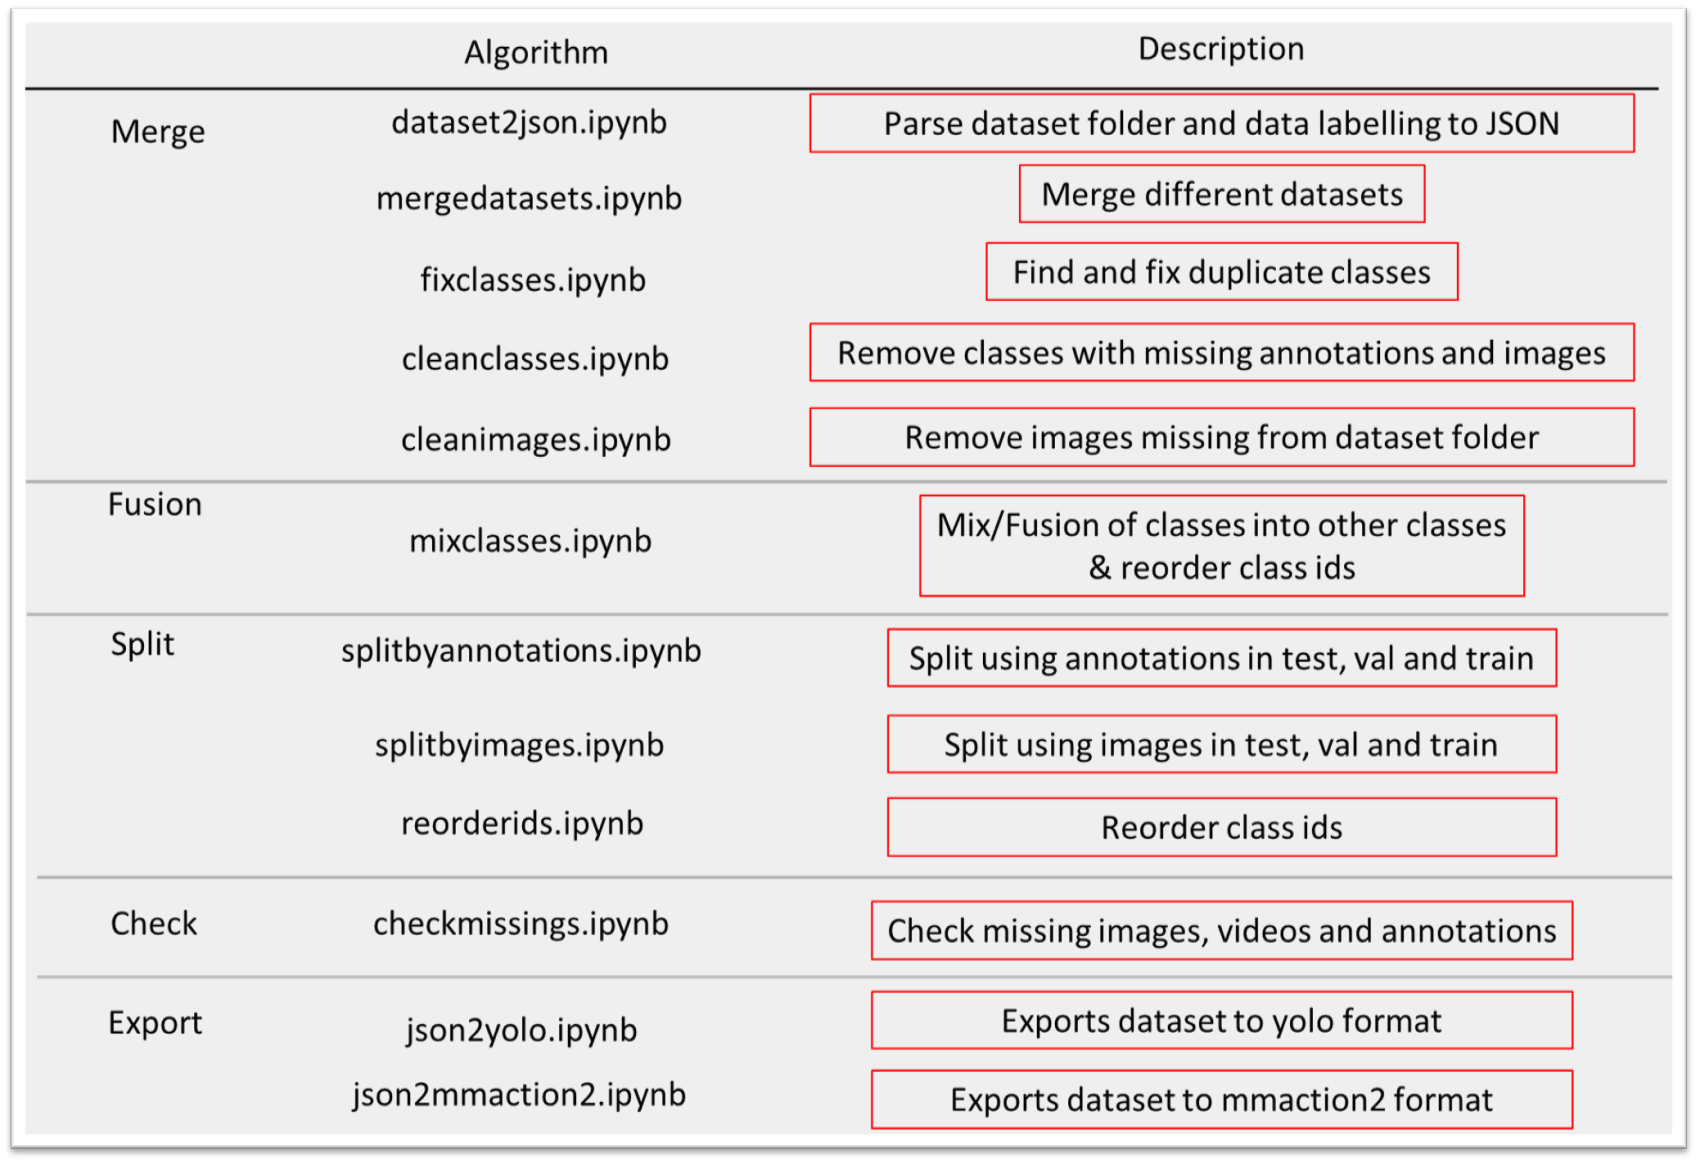 Algorithm Description
Merge dataset2json.ipynb Parse dataset folder and data labelling to JSON
mergedatasets.ipynb Merge different datasets
fixclasses.ipynb Find and fix duplicate classes
cleanclasses.ipynb Remove classes with missing annotations and images
cleanimages.ipynb Remove images missing from dataset folder
Fusion mixclasses.ipynb Mix/Fusion of classes into other classes
& reorder class ids
Split splitbyannotations.ipynb Split using annotations in test, val and train
splitbyimages.ipynb Split using images in test, val and train
reorderids.ipynb Reorder class ids
Check checkmissings.ipynb Check missing images, videos and annotations
Export json2yolo.ipynb Exports dataset to yolo format
json2mmaction2.ipynb Exports dataset to mmaction2 format